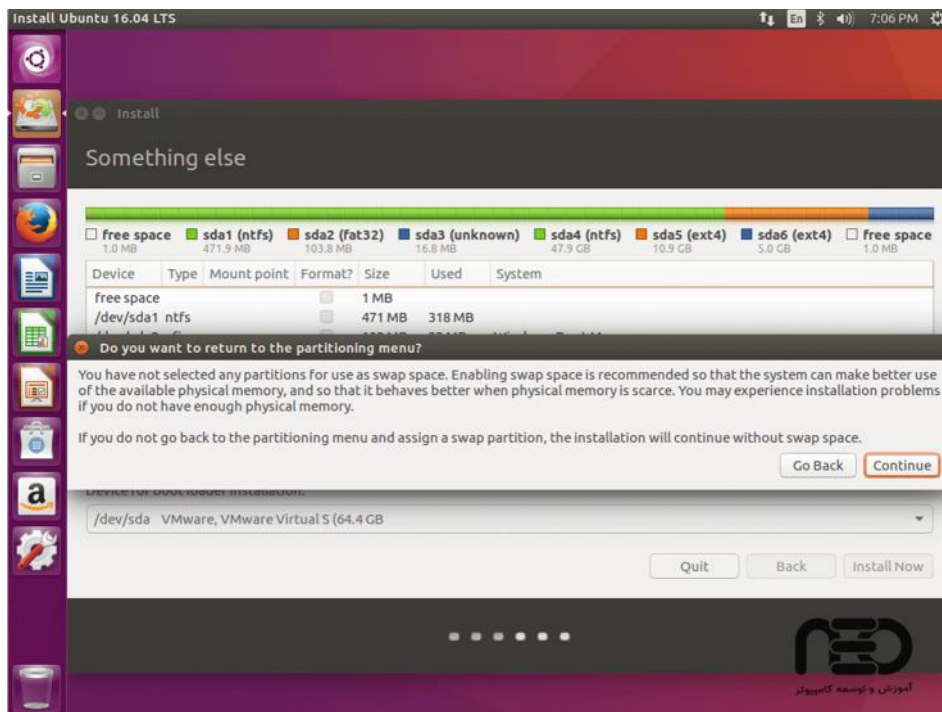 Install Ubuntu 16.04 LTS
En
7:06 PM
Install
Something else
free space sda1 (ntfs) sda2 (fat32) sda3 (unknown) sda4 (ntfs) sda5 (ext4) sda6 (ext4) free space
1.0 MB 471.9 MB 103.8 MB 16.8 MB 47.9 GB 10.9 GB 5.0 GB 1.0 MB
Device Type Mount point Format? Size Used System
free space 1 MB
/dev/sda1 ntfs 471 MB 318 MB
Do you want to return to the partitioning menu?
You have not selected any partitions for use as swap space. Enabling swap space is recommended so that the system can make better use
of the available physical memory, and so that it behaves better when physical memory is scarce. You may experience installation problems
if you do not have enough physical memory.
If you do not go back to the partitioning menu and assign a swap partition, the installation will continue without swap space.
Go Back Continue
Device for boot loader installation:
/dev/sda VMware, VMware Virtual S (64.4 GB
Quit Back Install Now
a
آموزش و توسعه کامپیوتر